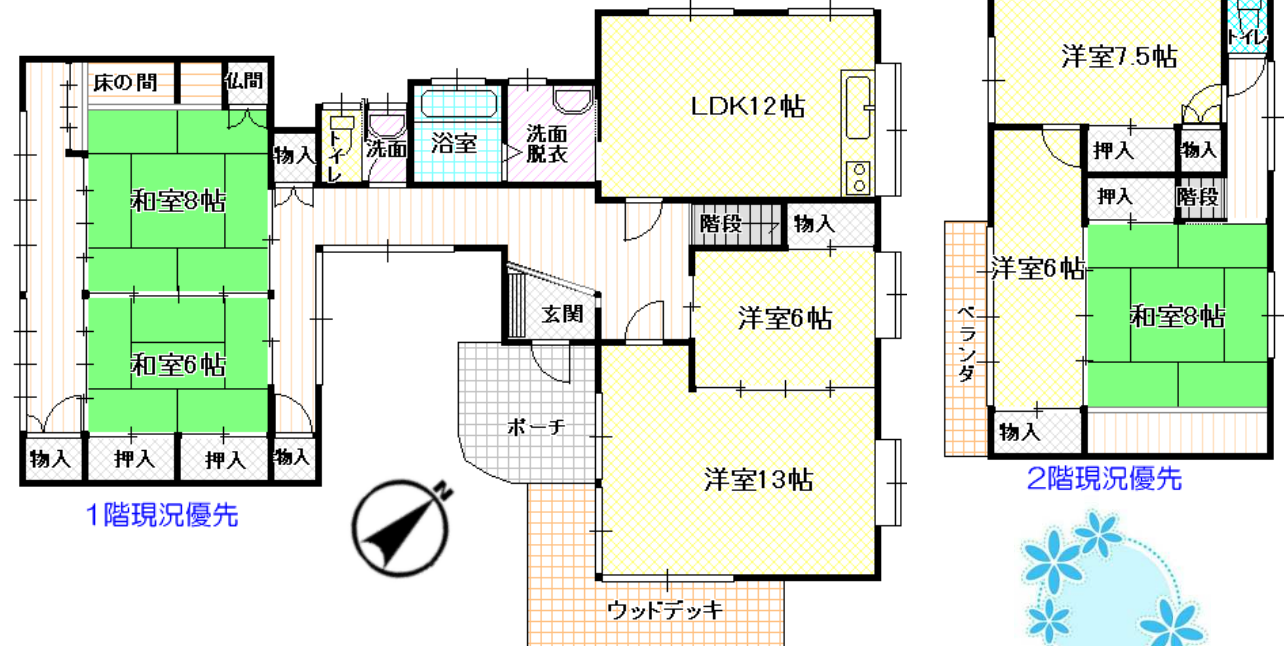 床の間
仏間
和室8帖
和室6帖
物入
押入
押入
物入
物入
トイレ
洗面
浴室
洗面
脱衣
LDK12帖
階段
物入
玄関
洋室6帖
ポーチ
洋室13帖
ウッドデッキ
1階現況優先
N
洋室7.5帖
トイレ
押入
物入
押入
階段
洋室6帖
和室8帖
ベランダ
物入
2階現況優先